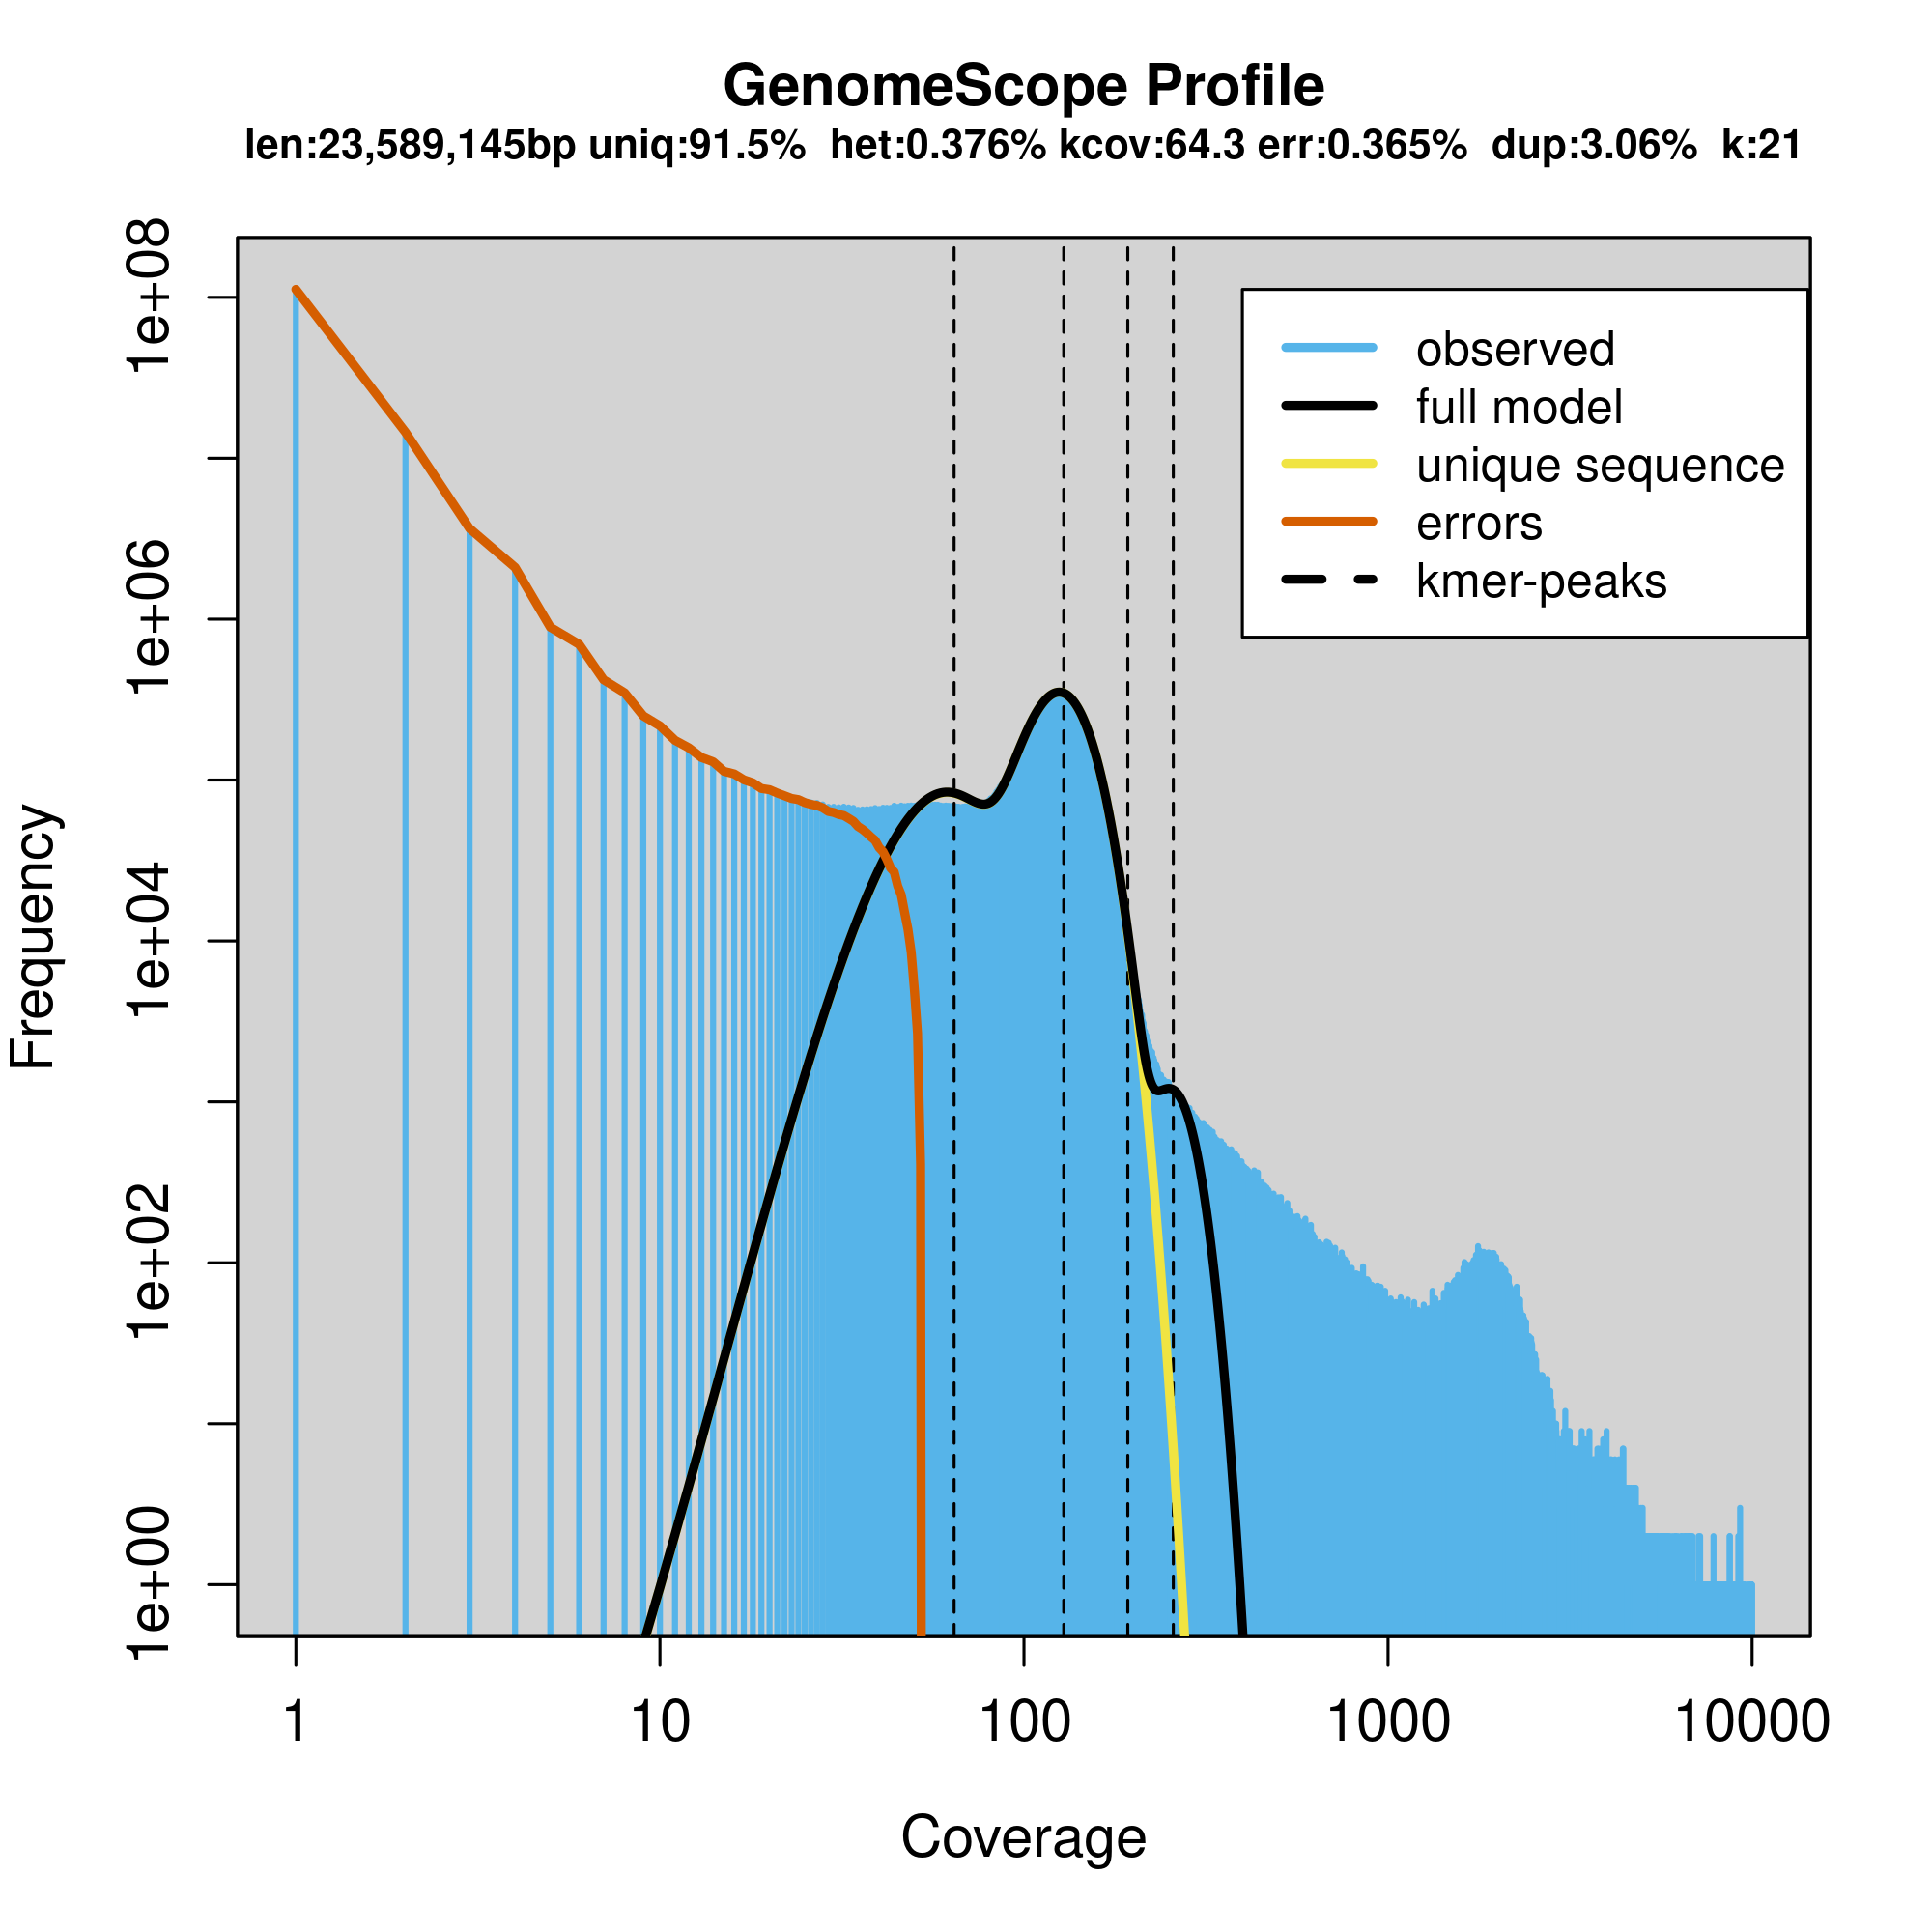 GenomeScope Profile
len:23,589,145bp uniq:91.5% het:0.376% kcov:64.3 err:0.365% dup:3.06% k:21
1e+08
1e+06
1e+04
1e+02
1e+00
Frequency
observed
full model
unique sequence
errors
kmer-peaks
1 10 100 1000 10000
Coverage